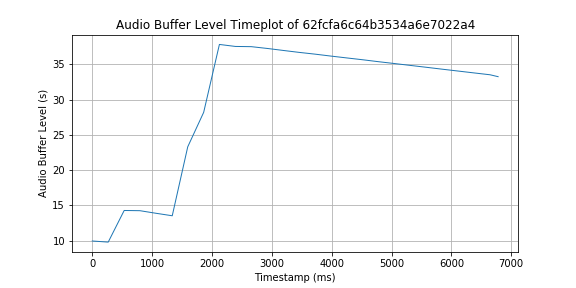 Audio Buffer Level Timeplot of 62fcfa6c64b3534a6e7022a4
35
30
25
20
15
10
Audio Buffer Level (s)
0 1000 2000 3000 4000 5000 6000 7000
Timestamp (ms)